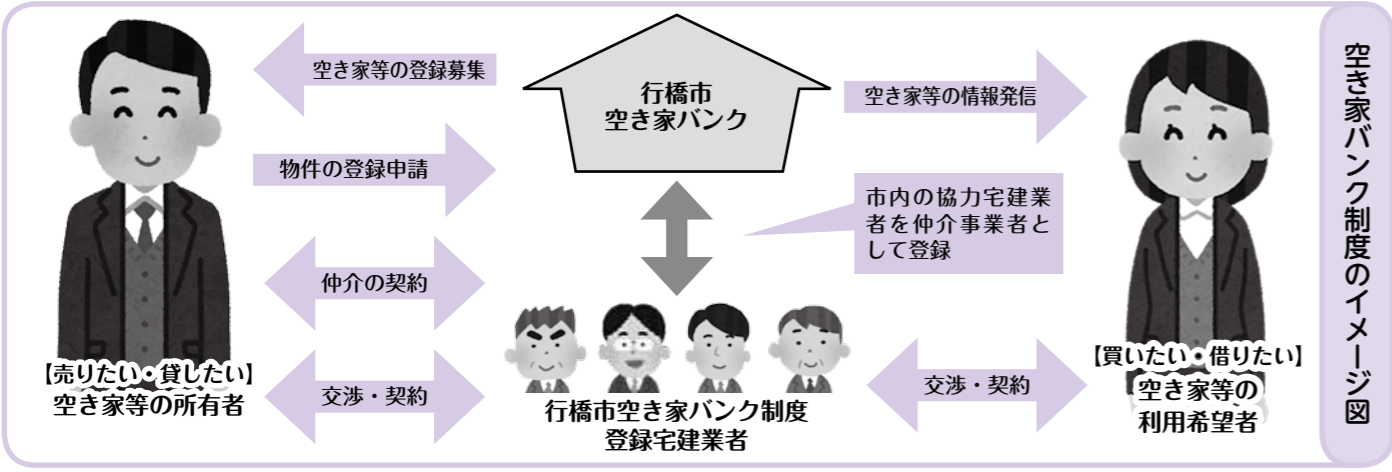 空き家バンク制度のイメージ図
空き家等の登録募集
行橋市
空き家バンク
空き家等の情報発信
物件の登録申請
市内の協力宅建業
者を仲介事業者と
して登録
仲介の契約
【売りたい・貸したい】
空き家等の所有者
交渉・契約
行橋市空き家バンク制度
登録宅建業者
交渉・契約
【買いたい・借りたい】
空き家等の
利用希望者